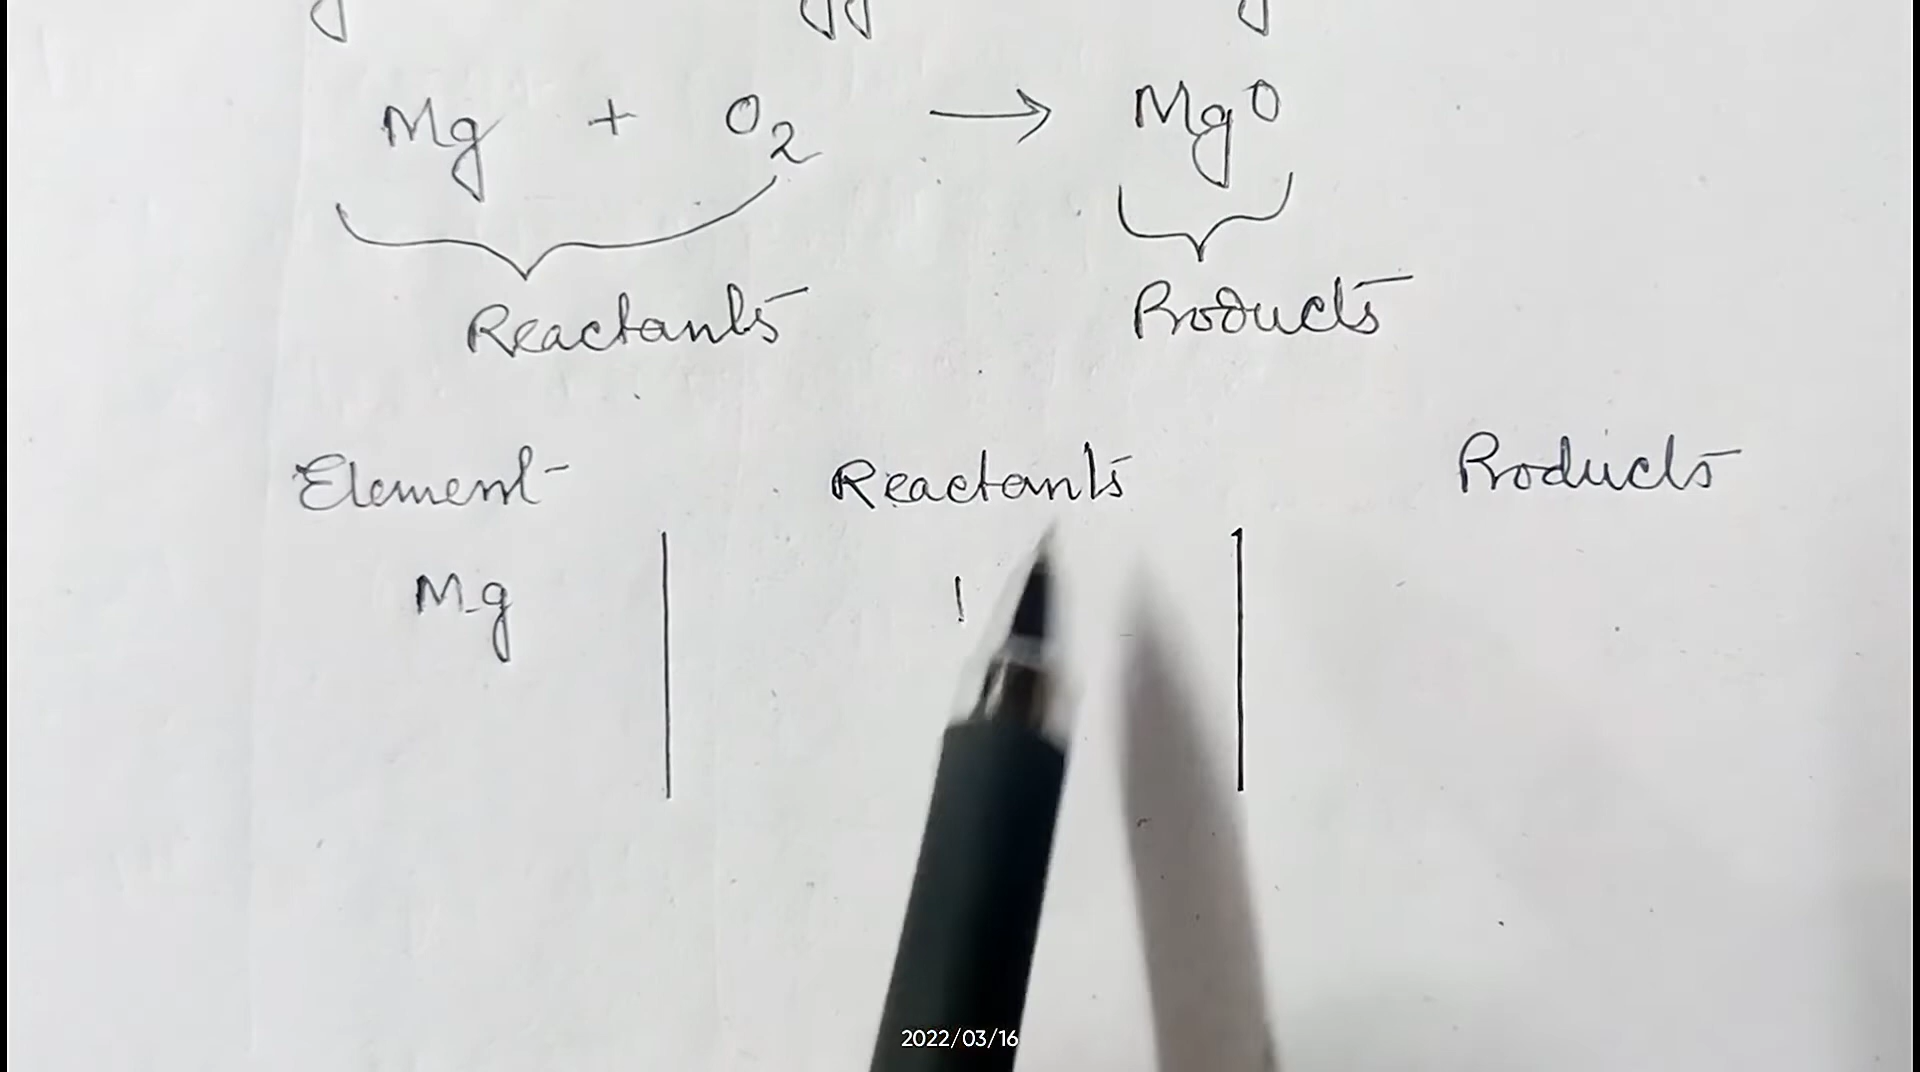 Mg + O2 → MgO
Reactants Products
Element Reactants Products
Mg 1
2022/03/16